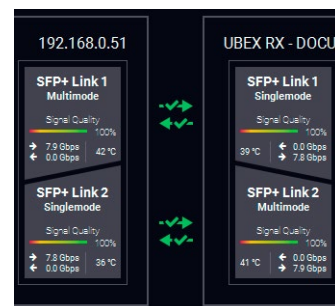 192.168.0.51
SFP+ Link 1
Multimode
Signal Quality
100%
→ 7.9 Gbps
← 0.0 Gbps
42 °C
SFP+ Link 2
Singlemode
Signal Quality
100%
→ 7.8 Gbps
← 0.0 Gbps
36 °C
UBEX RX - DOCU
SFP+ Link 1
Singlemode
Signal Quality
100%
39 °C
← 0.0 Gbps
→ 7.8 Gbps
SFP+ Link 2
Multimode
Signal Quality
100%
41 °C
← 0.0 Gbps
→ 7.9 Gbps